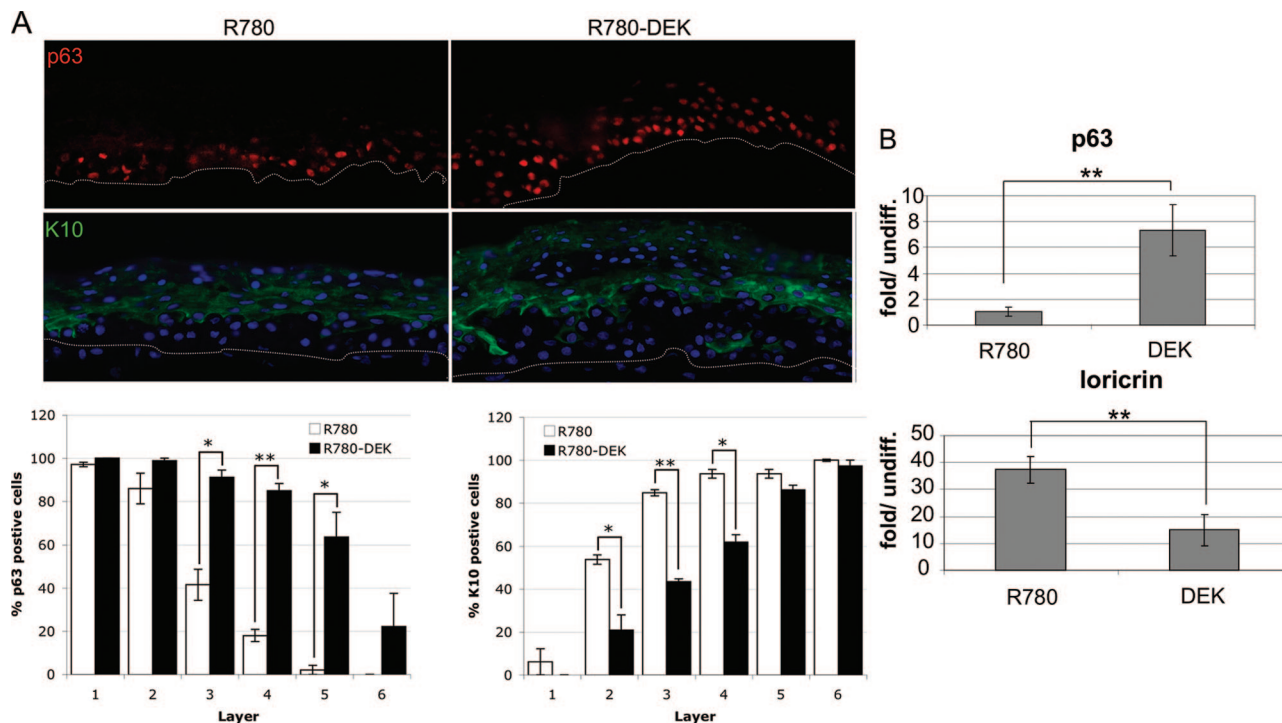 A
R780
R780-DEK
p63
K10
120
100
80
60
40
20
0
% p63 postive cells
R780
R780-DEK
*
**
*
1 2 3 4 5 6
Layer
120
100
80
60
40
20
0
% K10 postive cells
R780
R780-DEK
*
**
*
1 2 3 4 5 6
Layer
B
p63
**
10
8
6
4
2
0
fold/ undiff.
R780 DEK
loricrin
**
50
40
30
20
10
0
fold/ undiff.
R780 DEK